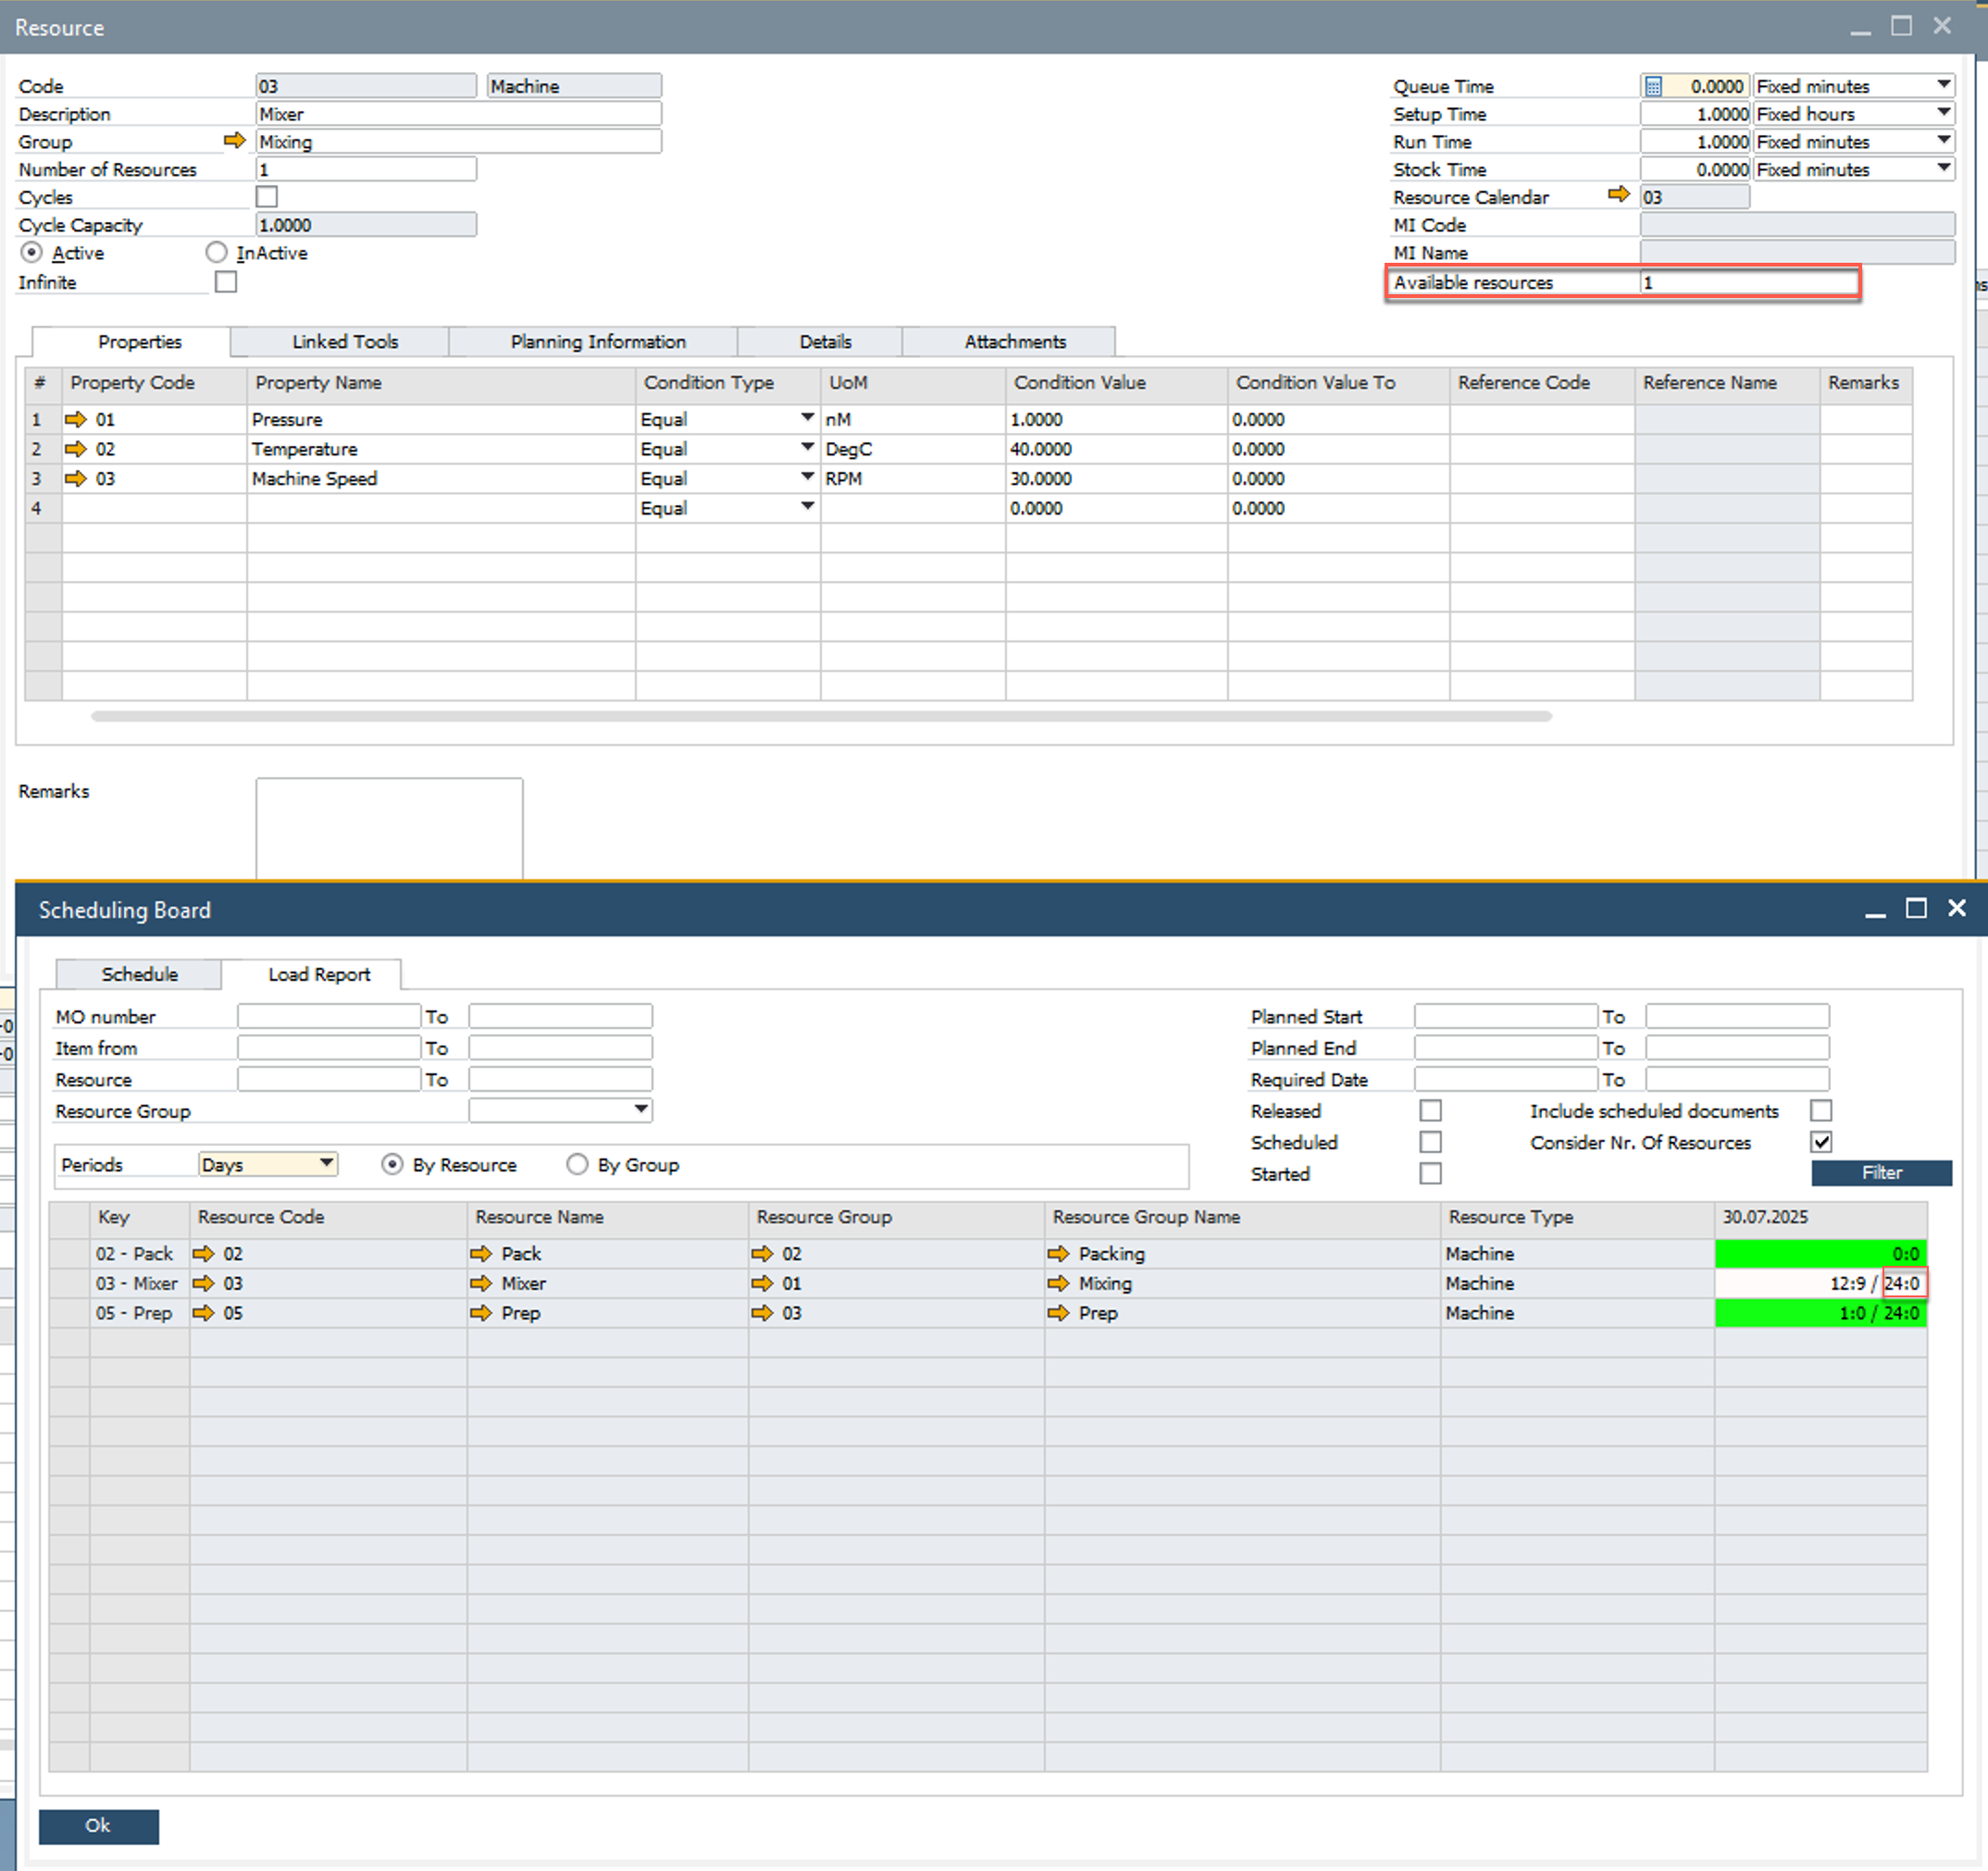 Resource
Code 03 Machine Queue Time 0.0000 Fixed minutes
Description Mixer Setup Time 1.0000 Fixed hours
Group Mixing Run Time 1.0000 Fixed minutes
Number of Resources 1 Stock Time 0.0000 Fixed minutes
Cycles Resource Calendar 03
Cycle Capacity 1.0000 MI Code
Active InActive MI Name
Infinite Available resources 1
Properties Linked Tools Planning Information Details Attachments
# Property Code Property Name Condition Type UoM Condition Value Condition Value To Reference Code Reference Name Remarks
1 01 Pressure Equal nM 1.0000 0.0000
2 02 Temperature Equal DegC 40.0000 0.0000
3 03 Machine Speed Equal RPM 30.0000 0.0000
4 Equal 0.0000 0.0000
Remarks
Scheduling Board
Schedule Load Report
MO number To Planned Start To
Item from To Planned End To
Resource To Required Date To
Resource Group Released Include scheduled documents
Scheduled Consider Nr. Of Resources
Periods Days By Resource By Group Started Filter
Key Resource Code Resource Name Resource Group Resource Group Name Resource Type 30.07.2025
02 - Pack 02 Pack 02 Packing Machine 0:0
03 - Mixer 03 Mixer 01 Mixing Machine 12:9 / 24:0
05 - Prep 05 Prep 03 Prep Machine 1:0 / 24:0
Ok